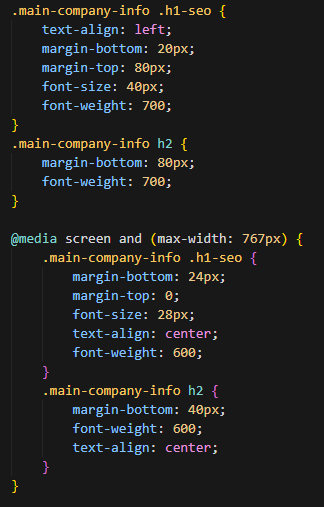 .main-company-info .h1-seo {
    text-align: left;
    margin-bottom: 20px;
    margin-top: 80px;
    font-size: 40px;
    font-weight: 700;
}
.main-company-info h2 {
    margin-bottom: 80px;
    font-weight: 700;
}

@media screen and (max-width: 767px) {
    .main-company-info .h1-seo {
        margin-bottom: 24px;
        margin-top: 0;
        font-size: 28px;
        text-align: center;
        font-weight: 600;
    }
    .main-company-info h2 {
        margin-bottom: 40px;
        font-weight: 600;
        text-align: center;
    }
}